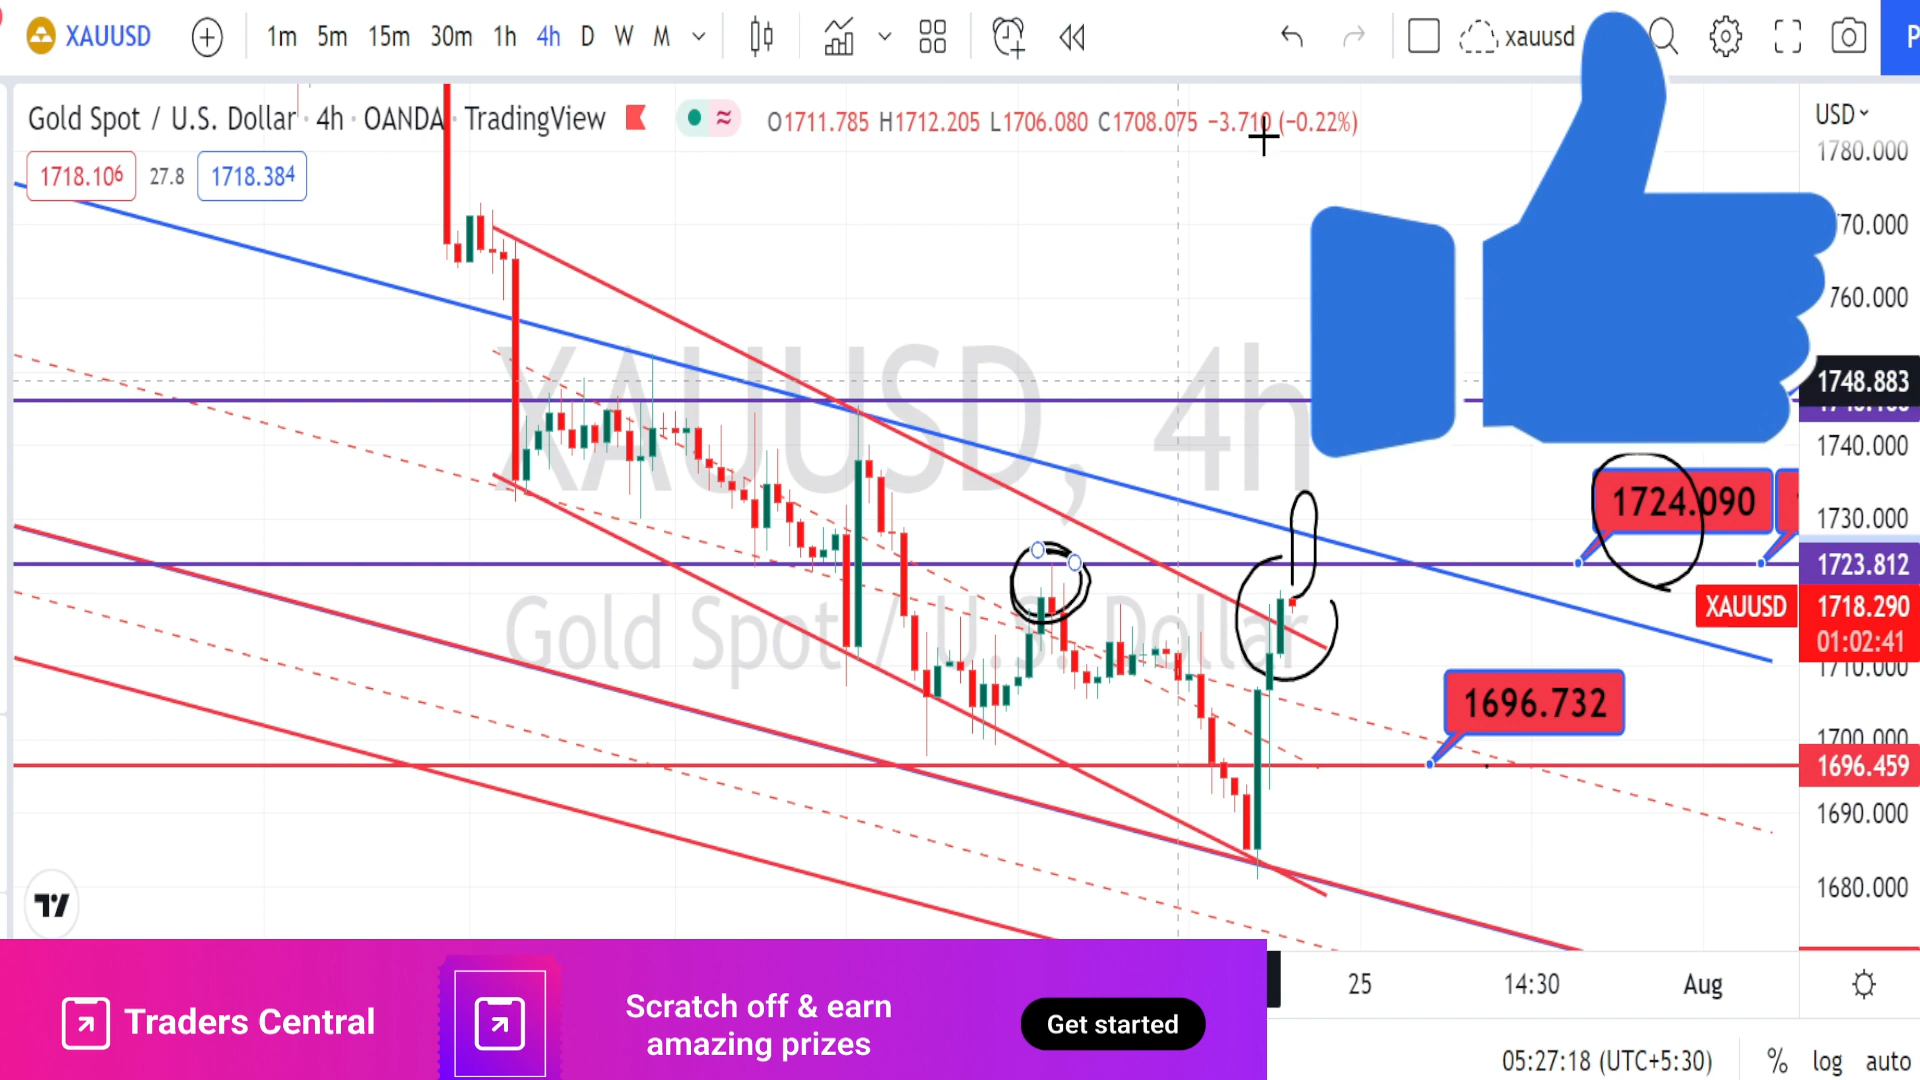 XAUUSD 1m 5m 15m 30m 1h 4h D W M xauusd P
Gold Spot / U.S. Dollar · 4h · OANDA · TradingView O1711.785 H1712.205 L1706.080 C1708.075 −3.710 (−0.22%) USD
1718.106 27.8 1718.384
1780.000
70.000
760.000
1748.883
XAUUSD, 4h
1740.000
1724.090
1730.000
1723.812
Gold Spot / U.S. Dollar
XAUUSD 1718.290
01:02:41
1710.000
1696.732
1700.000
1696.459
1690.000
1680.000
25 14:30 Aug
Traders Central
Scratch off & earn
amazing prizes
Get started
05:27:18 (UTC+5:30) % log auto